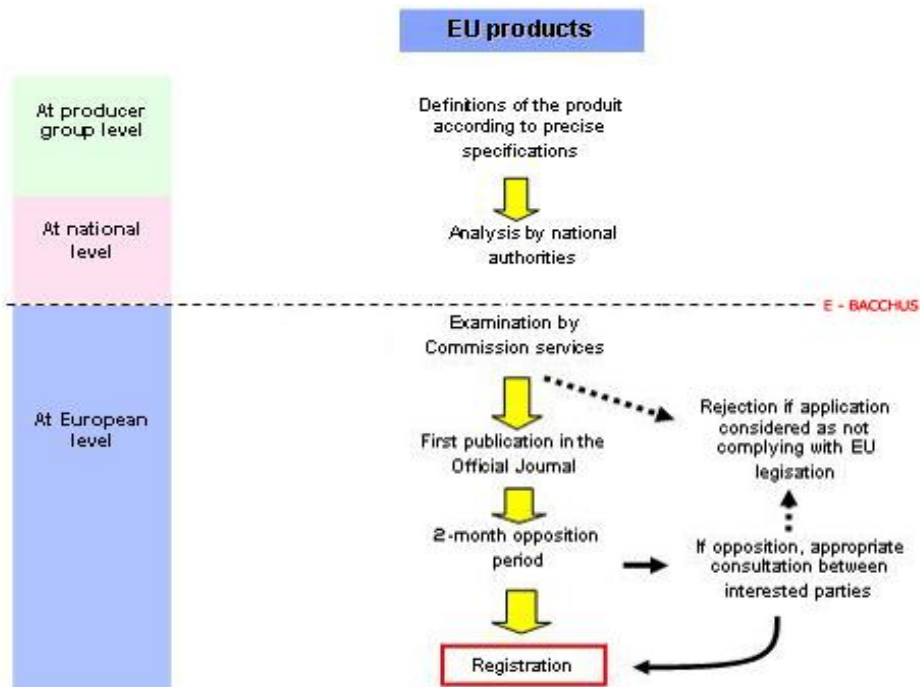 EU products
At producer
group level
Definitions of the produit
according to precise
specifications
At national
level
Analysis by national
authorities
E - BACCHUS
Examination by
Commission services
At European
level
Rejection if application
considered as not
complying with EU
legisation
First publication in the
Official Journal
2-month opposition
period
If opposition, appropriate
consultation between
interested parties
Registration